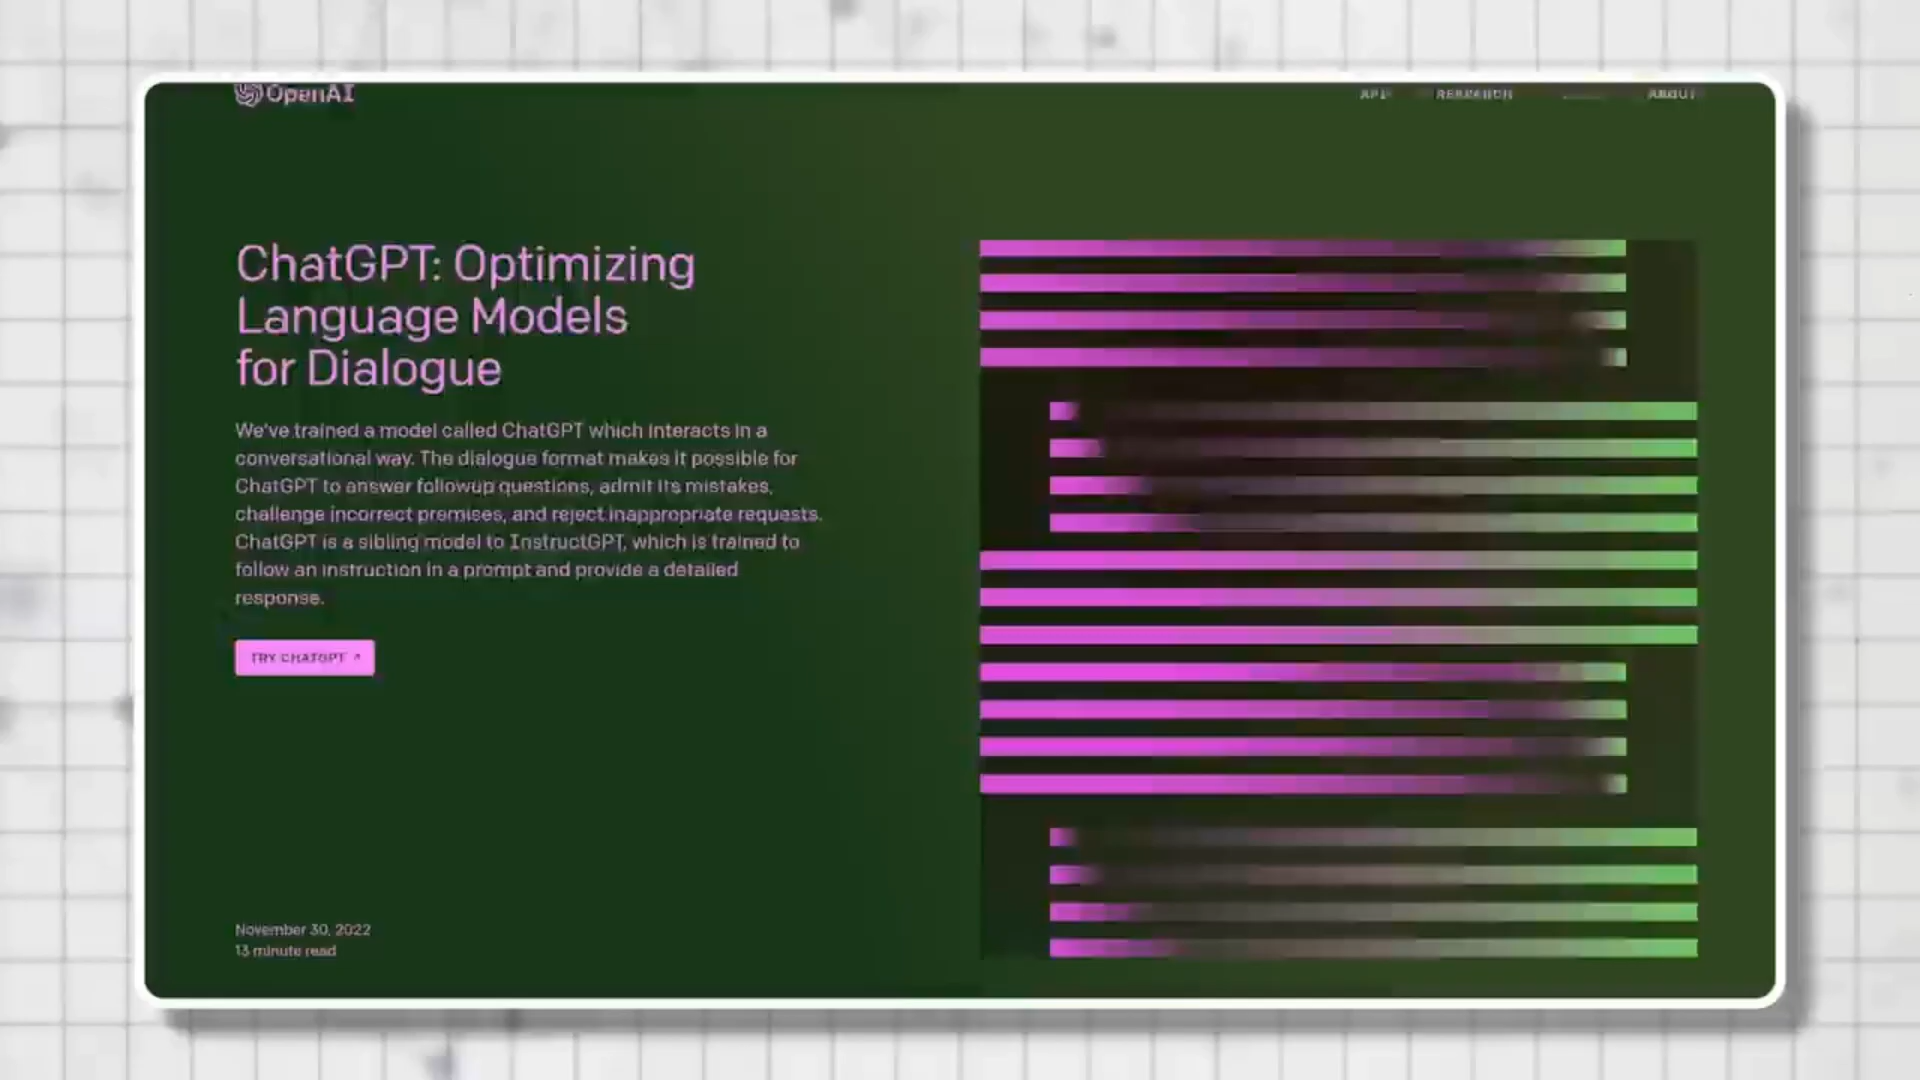 OpenAI
API RESEARCH ABOUT
ChatGPT: Optimizing
Language Models
for Dialogue
We've trained a model called ChatGPT which interacts in a
conversational way. The dialogue format makes it possible for
ChatGPT to answer followup questions, admit its mistakes,
challenge incorrect premises, and reject inappropriate requests.
ChatGPT is a sibling model to InstructGPT, which is trained to
follow an instruction in a prompt and provide a detailed
response.
TRY CHATGPT ↗
November 30, 2022
13 minute read